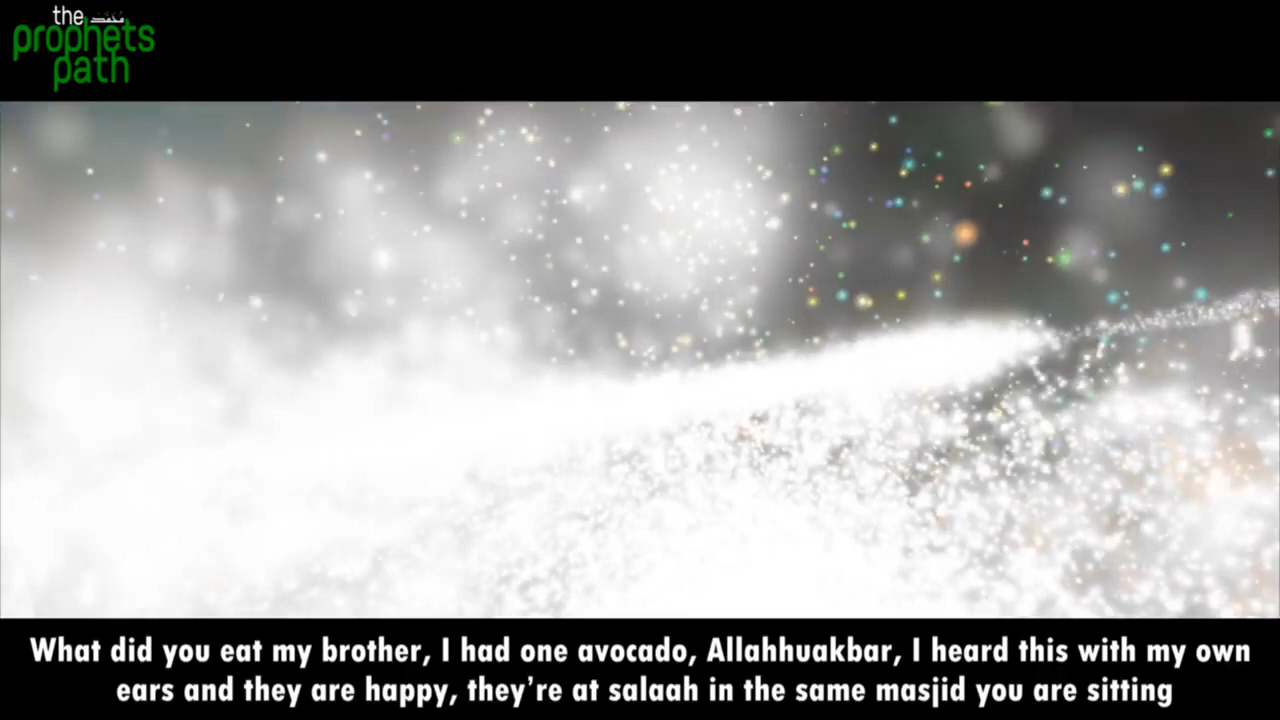 the محمد
prophets
path
What did you eat my brother, I had one avocado, Allahhuakbar, I heard this with my own
ears and they are happy, they're at salaah in the same masjid you are sitting